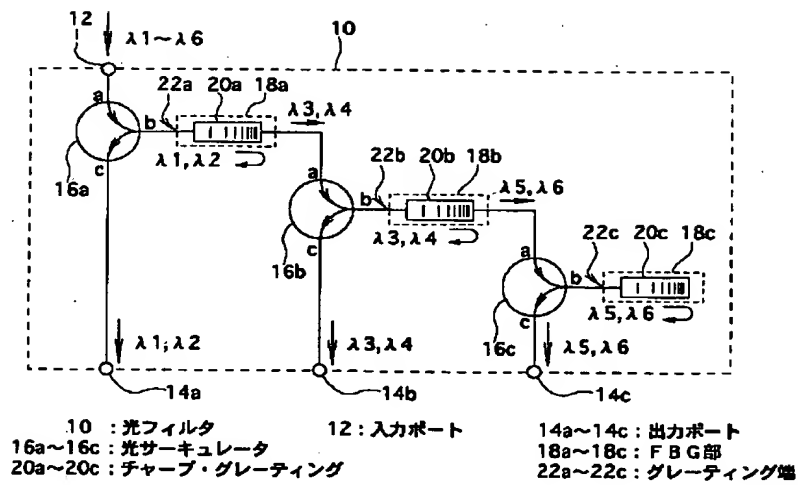 12
λ1~λ6
10
a
22a
20a
18a
λ3,λ4
b
c
16a
λ1,λ2
22b
20b
18b
λ5,λ6
a
b
c
16b
λ3,λ4
22c
20c
18c
a
b
c
16c
λ5,λ6
λ1,λ2
λ3,λ4
λ5,λ6
14a
14b
14c
10 : 光フィルタ
12 : 入力ポート
14a~14c : 出力ポート
16a~16c : 光サーキュレータ
18a~18c : FBG部
20a~20c : チャープ・グレーティング
22a~22c : グレーティング端